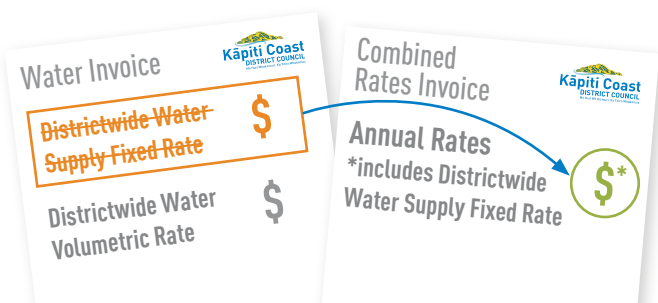 Water Invoice
Kāpiti Coast
DISTRICT COUNCIL
Districtwide Water
Supply Fixed Rate
$
Districtwide Water
Volumetric Rate
$
Combined
Rates Invoice
Kāpiti Coast
DISTRICT COUNCIL
Annual Rates
*includes Districtwide
Water Supply Fixed Rate
$*